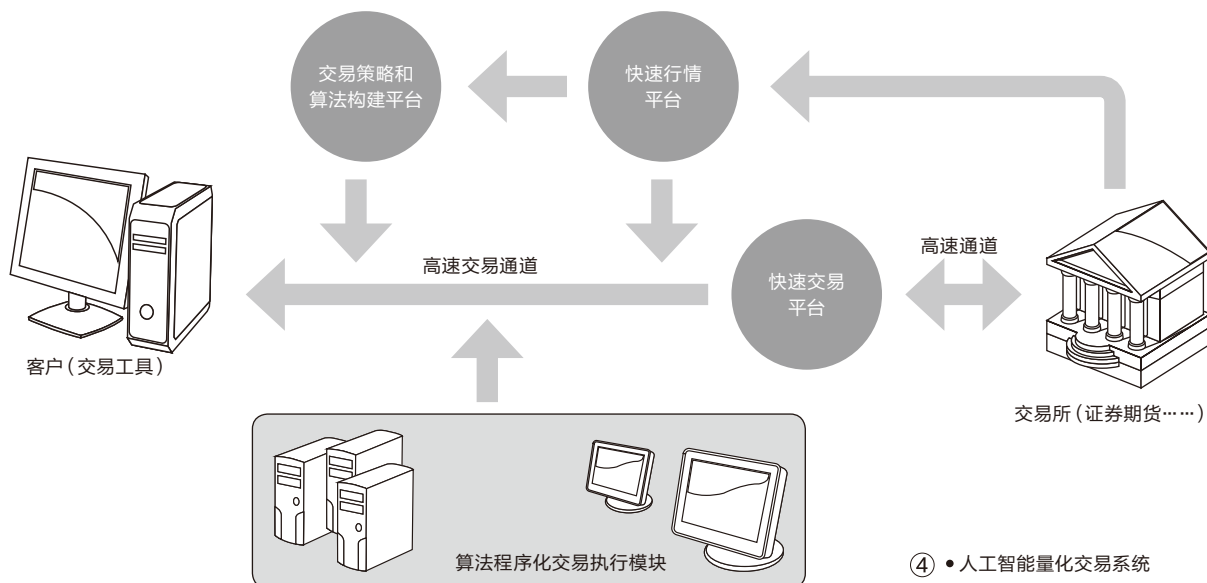 交易策略和
算法构建平台
快速行情
平台
高速交易通道
快速交易
平台
高速通道
客户(交易工具)
交易所(证券期货……)
算法程序化交易执行模块
④ • 人工智能量化交易系统